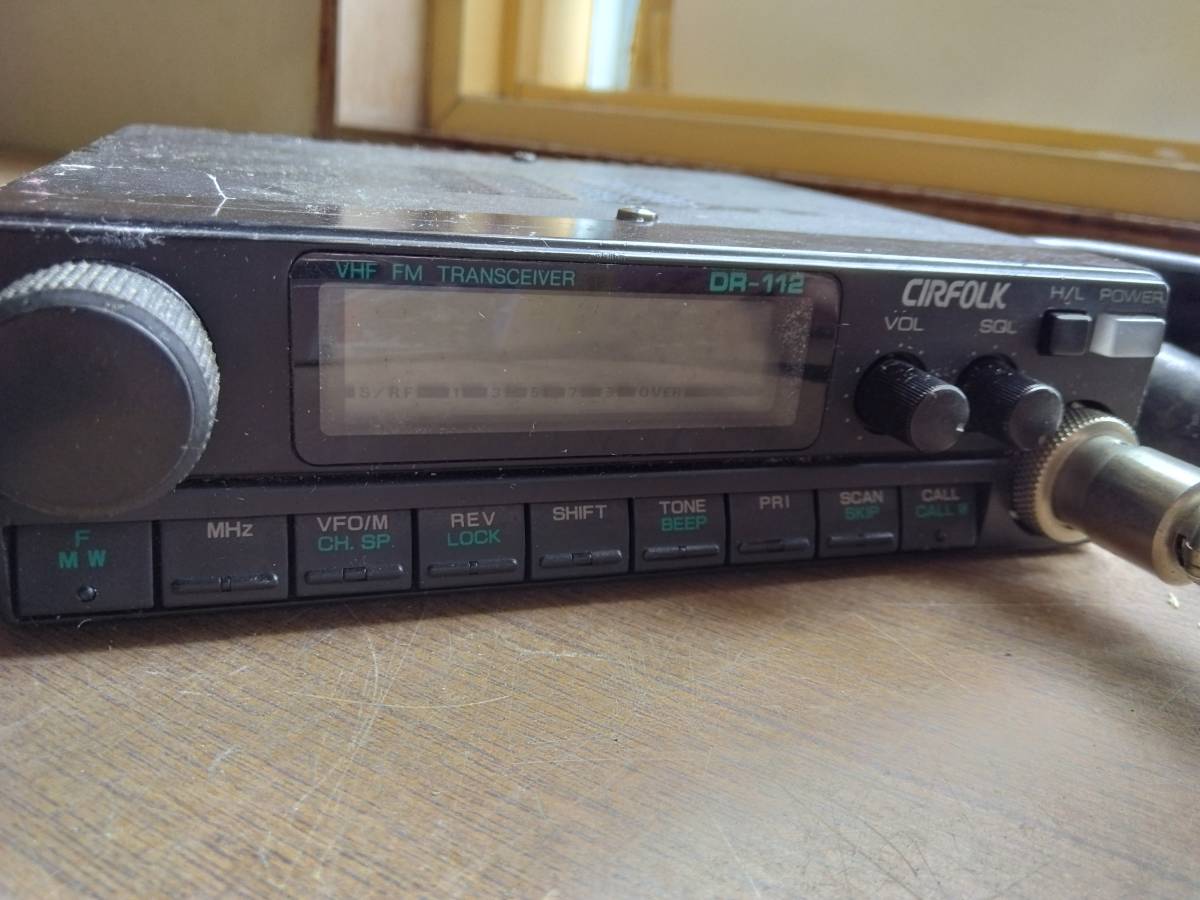 VHF FM TRANSCEIVER
DR-112
CIRFOLK
H/L
POWER
VOL
SQL
S/RF 1 3 5 7 9 OVER
F
M W
MHz
VFO/M
CH. SP
REV
LOCK
SHIFT
TONE
BEEP
PRI
SCAN
SKIP
CALL
CALL M